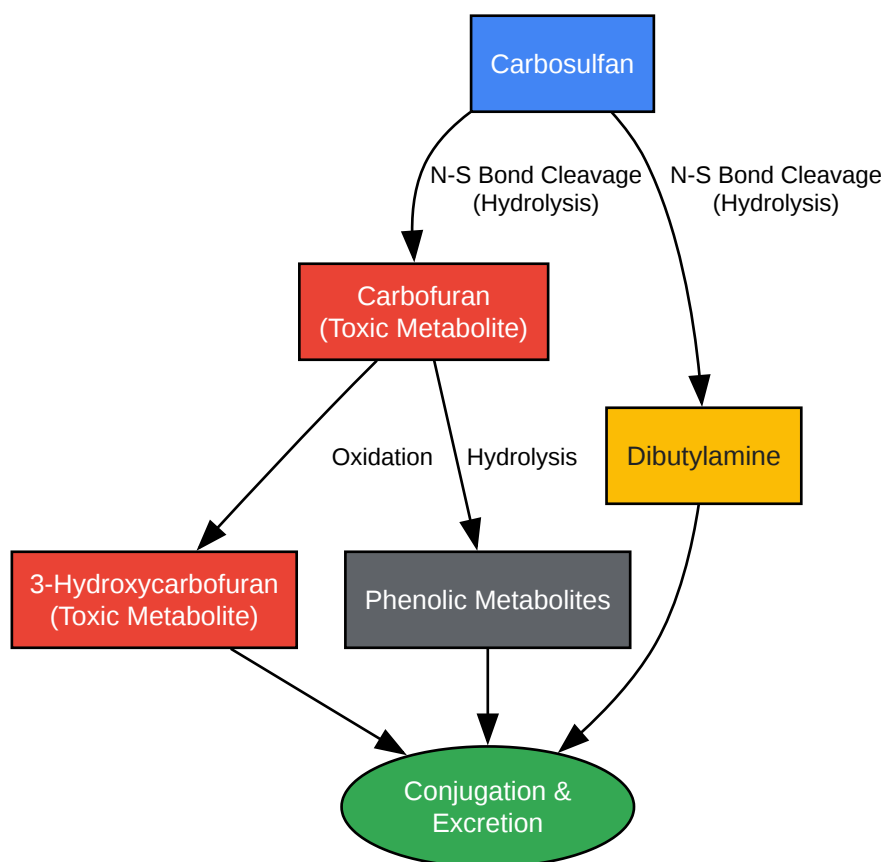 Carbosulfan
N-S Bond Cleavage
(Hydrolysis)
N-S Bond Cleavage
(Hydrolysis)
Carbofuran
(Toxic Metabolite)
Dibutylamine
Oxidation
Hydrolysis
3-Hydroxycarbofuran
(Toxic Metabolite)
Phenolic Metabolites
Conjugation &
Excretion